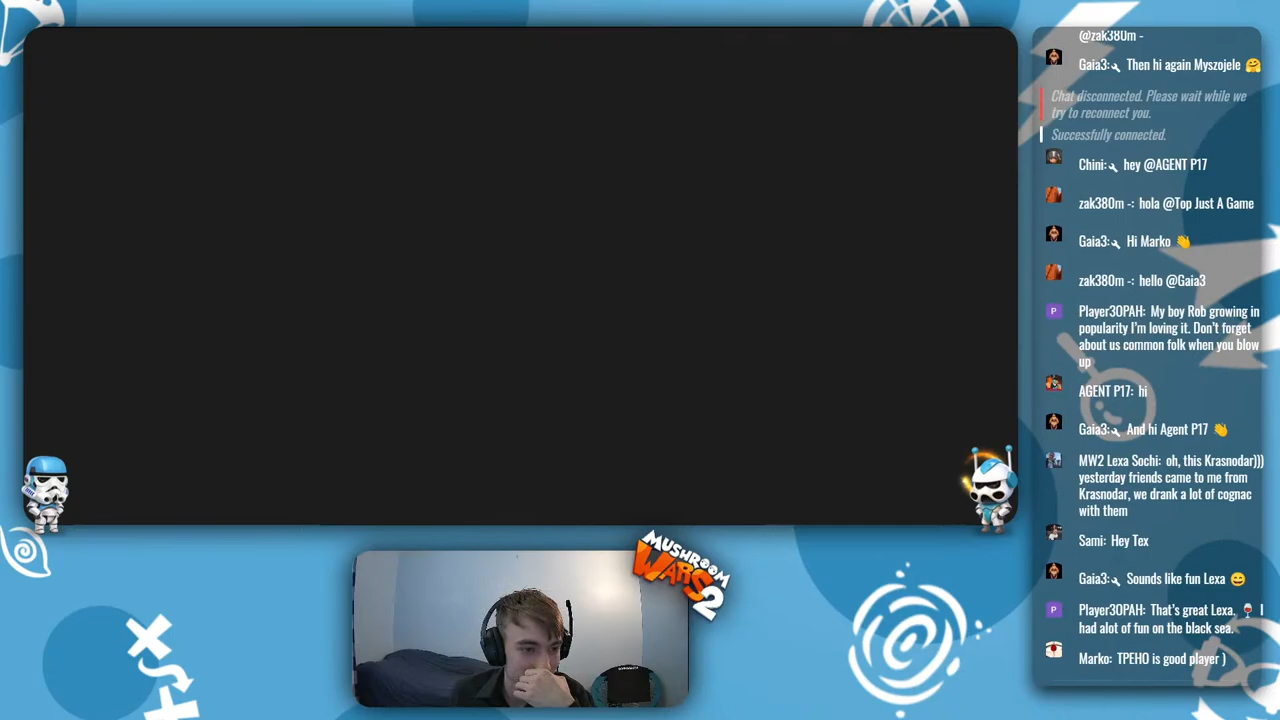 @zak380m -
Gaia3: Then hi again Myszojele 🤗
Chat disconnected. Please wait while we
try to reconnect you.
Successfully connected.
Chini: hey @AGENT P17
zak380m -: hola @Top Just A Game
Gaia3: Hi Marko 👋
zak380m -: hello @Gaia3
P
Player3OPAH: My boy Rob growing in
popularity I'm loving it. Don't forget
about us common folk when you blow
up
AGENT P17: hi
Gaia3: And hi Agent P17 👋
MW2 Lexa Sochi: oh, this Krasnodar)))
yesterday friends came to me from
Krasnodar, we drank a lot of cognac
with them
Sami: Hey Tex
Gaia3: Sounds like fun Lexa 😄
P
Player3OPAH: That's great Lexa. 🍷 I
had alot of fun on the black sea.
Marko: TPEHO is good player )
MUSHROOM
WARS
2